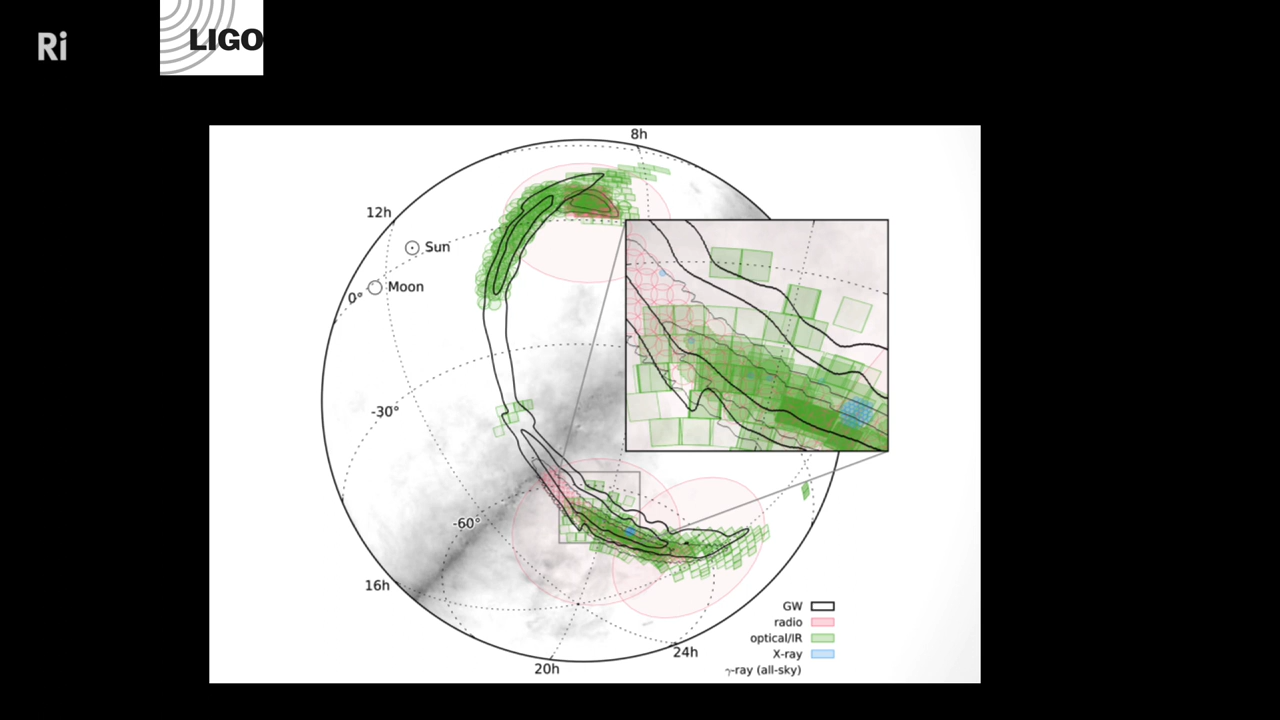 Ri
LIGO
8h
12h
Sun
Moon
0°
-30°
-60°
16h
20h
24h
GW
radio
optical/IR
X-ray
γ-ray (all-sky)